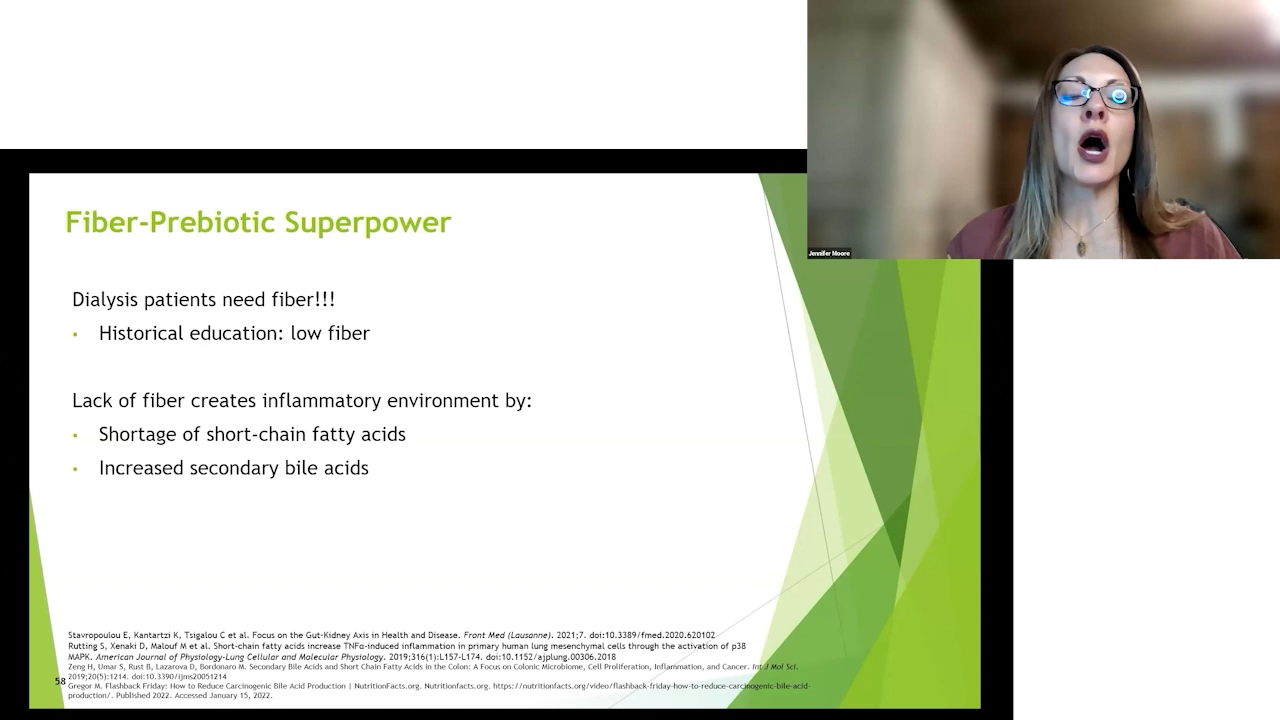 Jennifer Moore
Fiber-Prebiotic Superpower
Dialysis patients need fiber!!!
• Historical education: low fiber
Lack of fiber creates inflammatory environment by:
• Shortage of short-chain fatty acids
• Increased secondary bile acids
Stavropoulou E, Kantartzi K, Tsigalou C et al. Focus on the Gut-Kidney Axis in Health and Disease. Front Med (Lausanne). 2021;7. doi:10.3389/fmed.2020.620102
Rutting S, Xenaki D, Malouf M et al. Short-chain fatty acids increase TNFα-induced inflammation in primary human lung mesenchymal cells through the activation of p38
MAPK. American Journal of Physiology-Lung Cellular and Molecular Physiology. 2019;316(1):L157-L174. doi:10.1152/ajplung.00306.2018
Zeng H, Umar S, Rust B, Lazarova D, Bordonaro M. Secondary Bile Acids and Short Chain Fatty Acids in the Colon: A Focus on Colonic Microbiome, Cell Proliferation, Inflammation, and Cancer. Int J Mol Sci.
2019;20(5):1214. doi:10.3390/ijms20051214
Gregor M. Flashback Friday: How to Reduce Carcinogenic Bile Acid Production | NutritionFacts.org. Nutritionfacts.org. https://nutritionfacts.org/video/flashback-friday-how-to-reduce-carcinogenic-bile-acid-
production/. Published 2022. Accessed January 15, 2022.
58